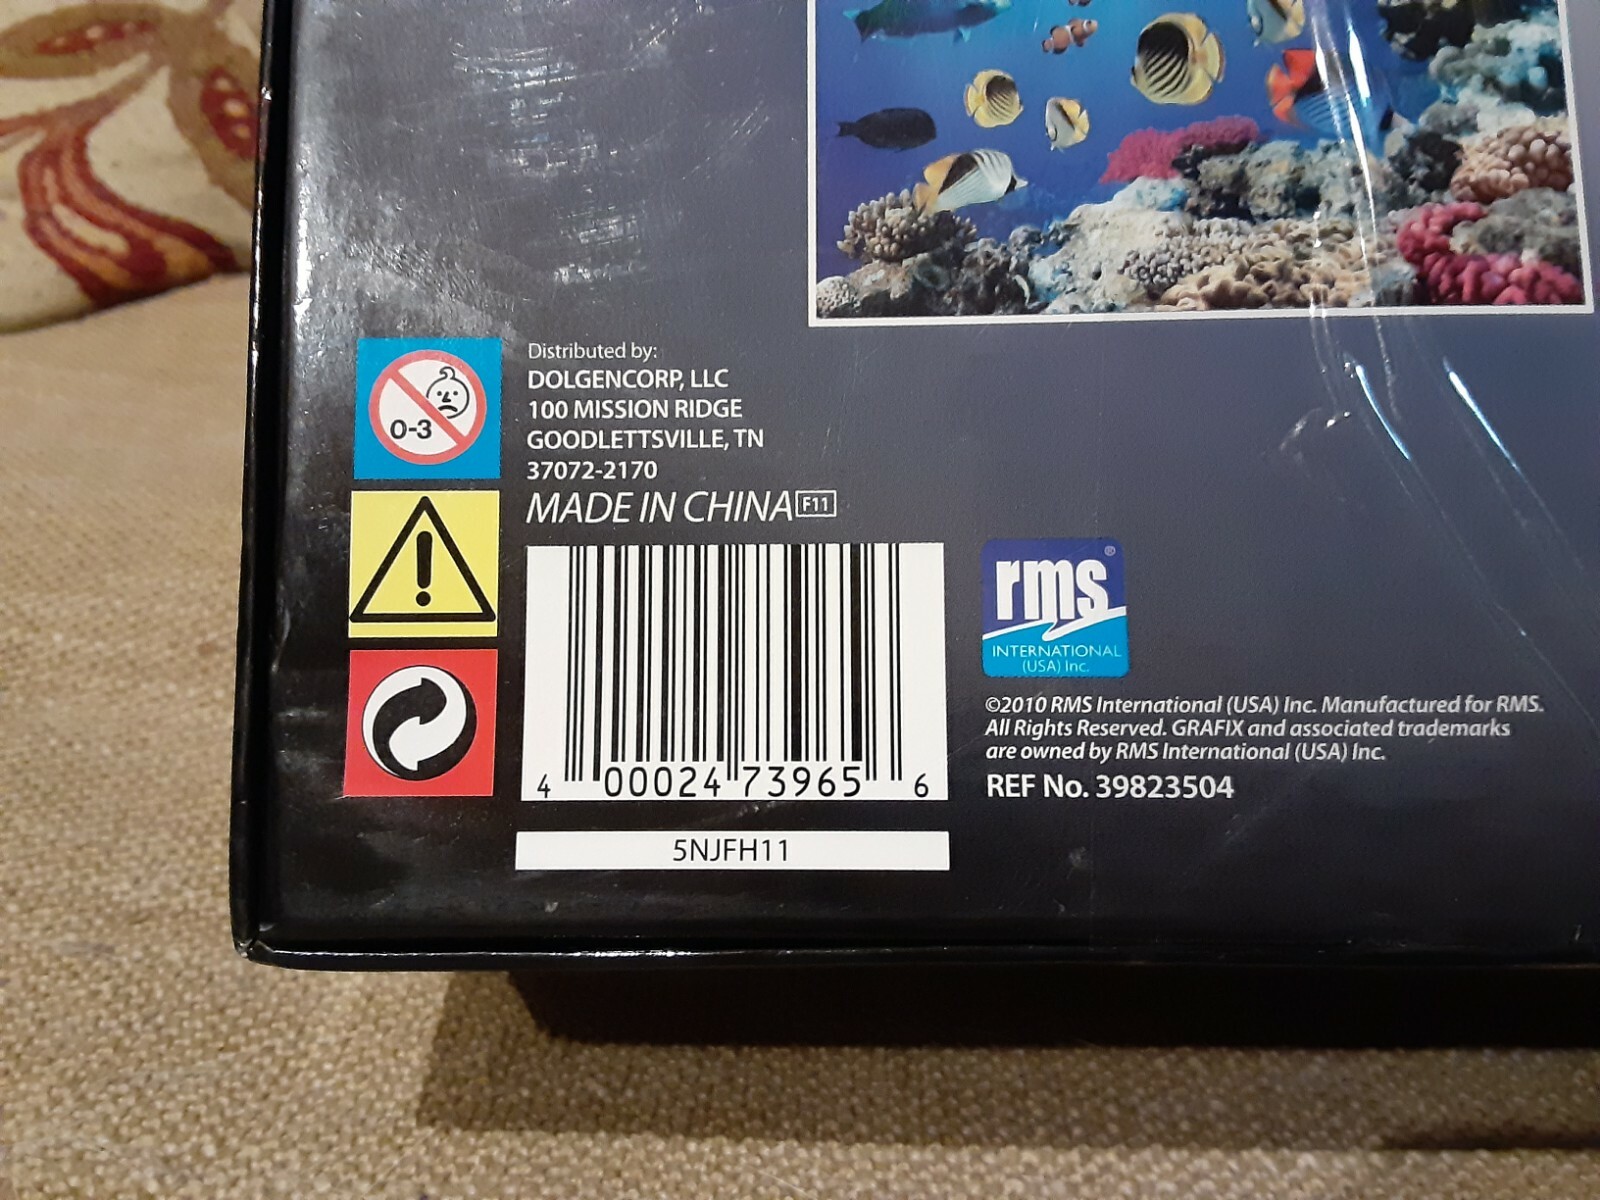 0-3
Distributed by:
DOLGENCORP, LLC
100 MISSION RIDGE
GOODLETTSVILLE, TN
37072-2170
MADE IN CHINA F11
4 00024 73965 6
5NJFH11
rms®
INTERNATIONAL
(USA) Inc.
©2010 RMS International (USA) Inc. Manufactured for RMS.
All Rights Reserved. GRAFIX and associated trademarks
are owned by RMS International (USA) Inc.
REF No. 39823504